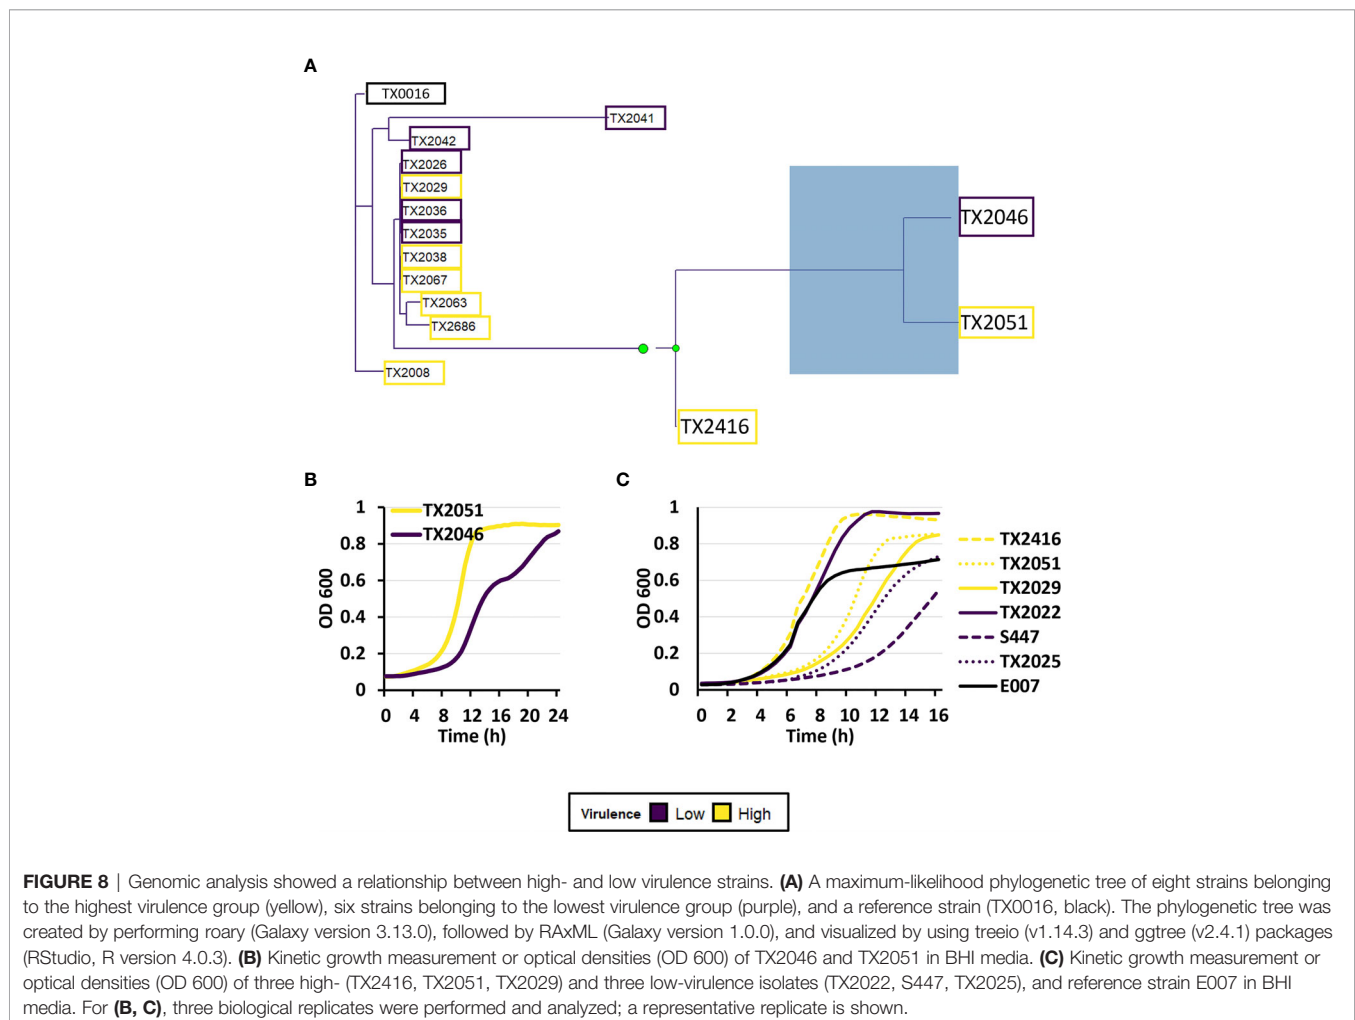 A
TX0016
TX2041
TX2042
TX2026
TX2029
TX2036
TX2035
TX2038
TX2067
TX2063
TX2686
TX2008
TX2046
TX2051
TX2416
B
1
0.8
0.6
0.4
0.2
0
OD 600
TX2051
TX2046
0 4 8 12 16 20 24
Time (h)
C
1
0.8
0.6
0.4
0.2
0
OD 600
0 2 4 6 8 10 12 14 16
Time (h)
TX2416
TX2051
TX2029
TX2022
S447
TX2025
E007
Virulence Low High
FIGURE 8 | Genomic analysis showed a relationship between high- and low virulence strains. (A) A maximum-likelihood phylogenetic tree of eight strains belonging
to the highest virulence group (yellow), six strains belonging to the lowest virulence group (purple), and a reference strain (TX0016, black). The phylogenetic tree was
created by performing roary (Galaxy version 3.13.0), followed by RAxML (Galaxy version 1.0.0), and visualized by using treeio (v1.14.3) and ggtree (v2.4.1) packages
(RStudio, R version 4.0.3). (B) Kinetic growth measurement or optical densities (OD 600) of TX2046 and TX2051 in BHI media. (C) Kinetic growth measurement or
optical densities (OD 600) of three high- (TX2416, TX2051, TX2029) and three low-virulence isolates (TX2022, S447, TX2025), and reference strain E007 in BHI
media. For (B, C), three biological replicates were performed and analyzed; a representative replicate is shown.